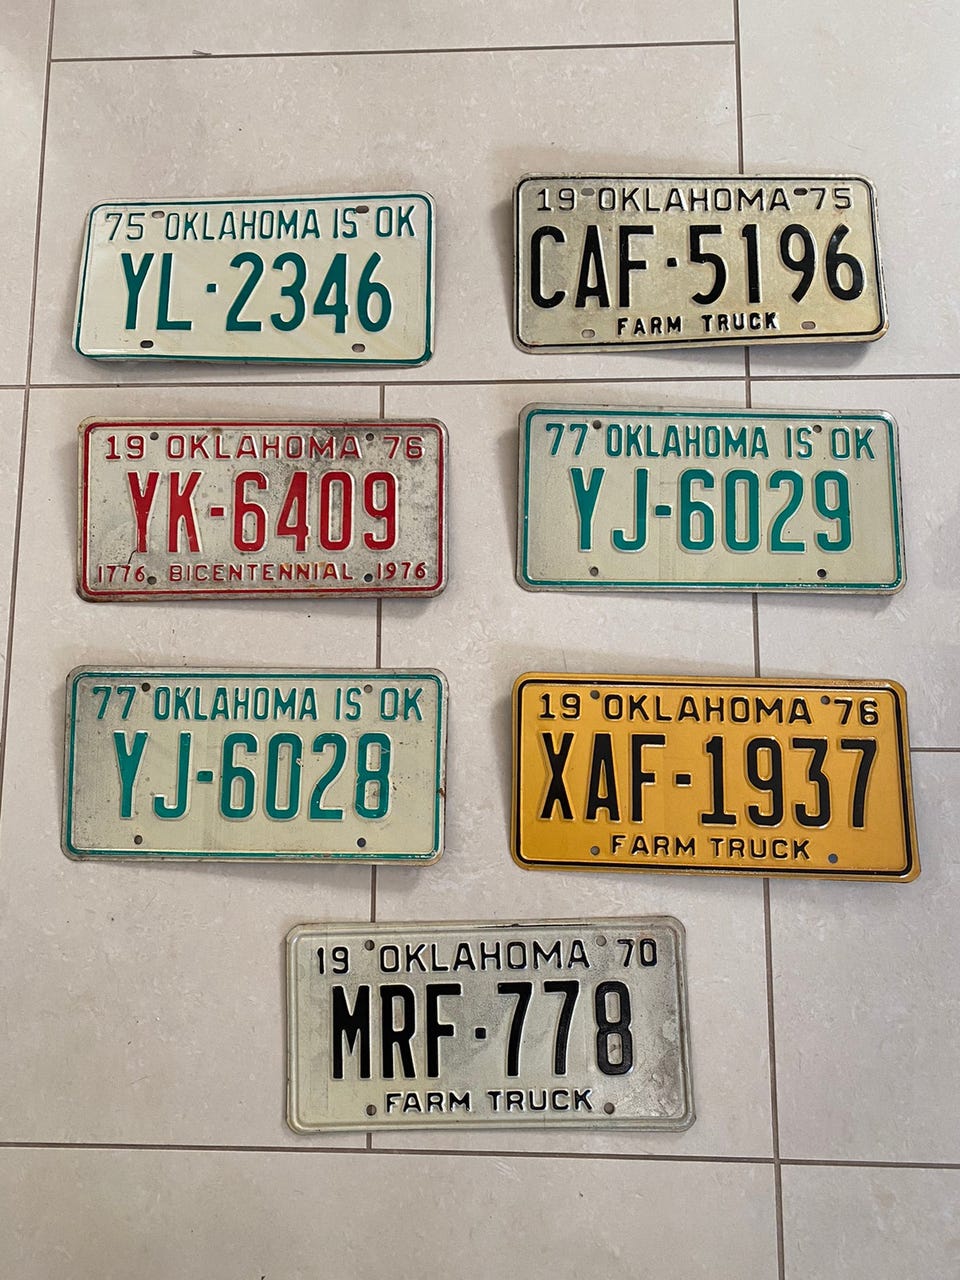 75 OKLAHOMA IS OK
YL·2346
19 OKLAHOMA 75
CAF·5196
FARM TRUCK
19 OKLAHOMA 76
YK-6409
1776 BICENTENNIAL 1976
77 OKLAHOMA IS OK
YJ-6029
77 OKLAHOMA IS OK
YJ-6028
19 OKLAHOMA 76
XAF-1937
FARM TRUCK
19 OKLAHOMA 70
MRF·778
FARM TRUCK